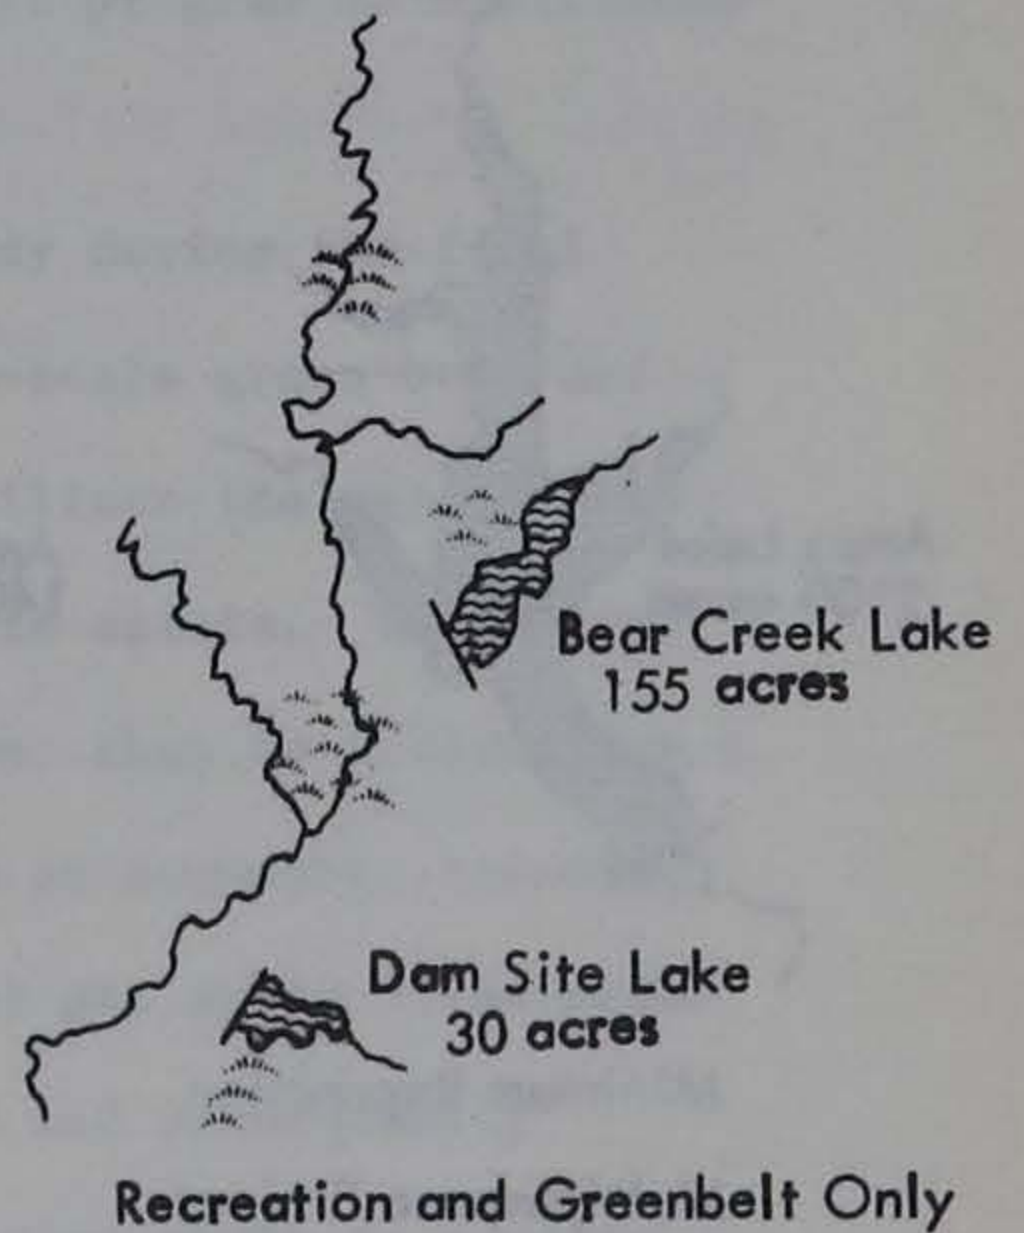 Bear Creek Lake
155 acres
Dam Site Lake
30 acres
Recreation and Greenbelt Only